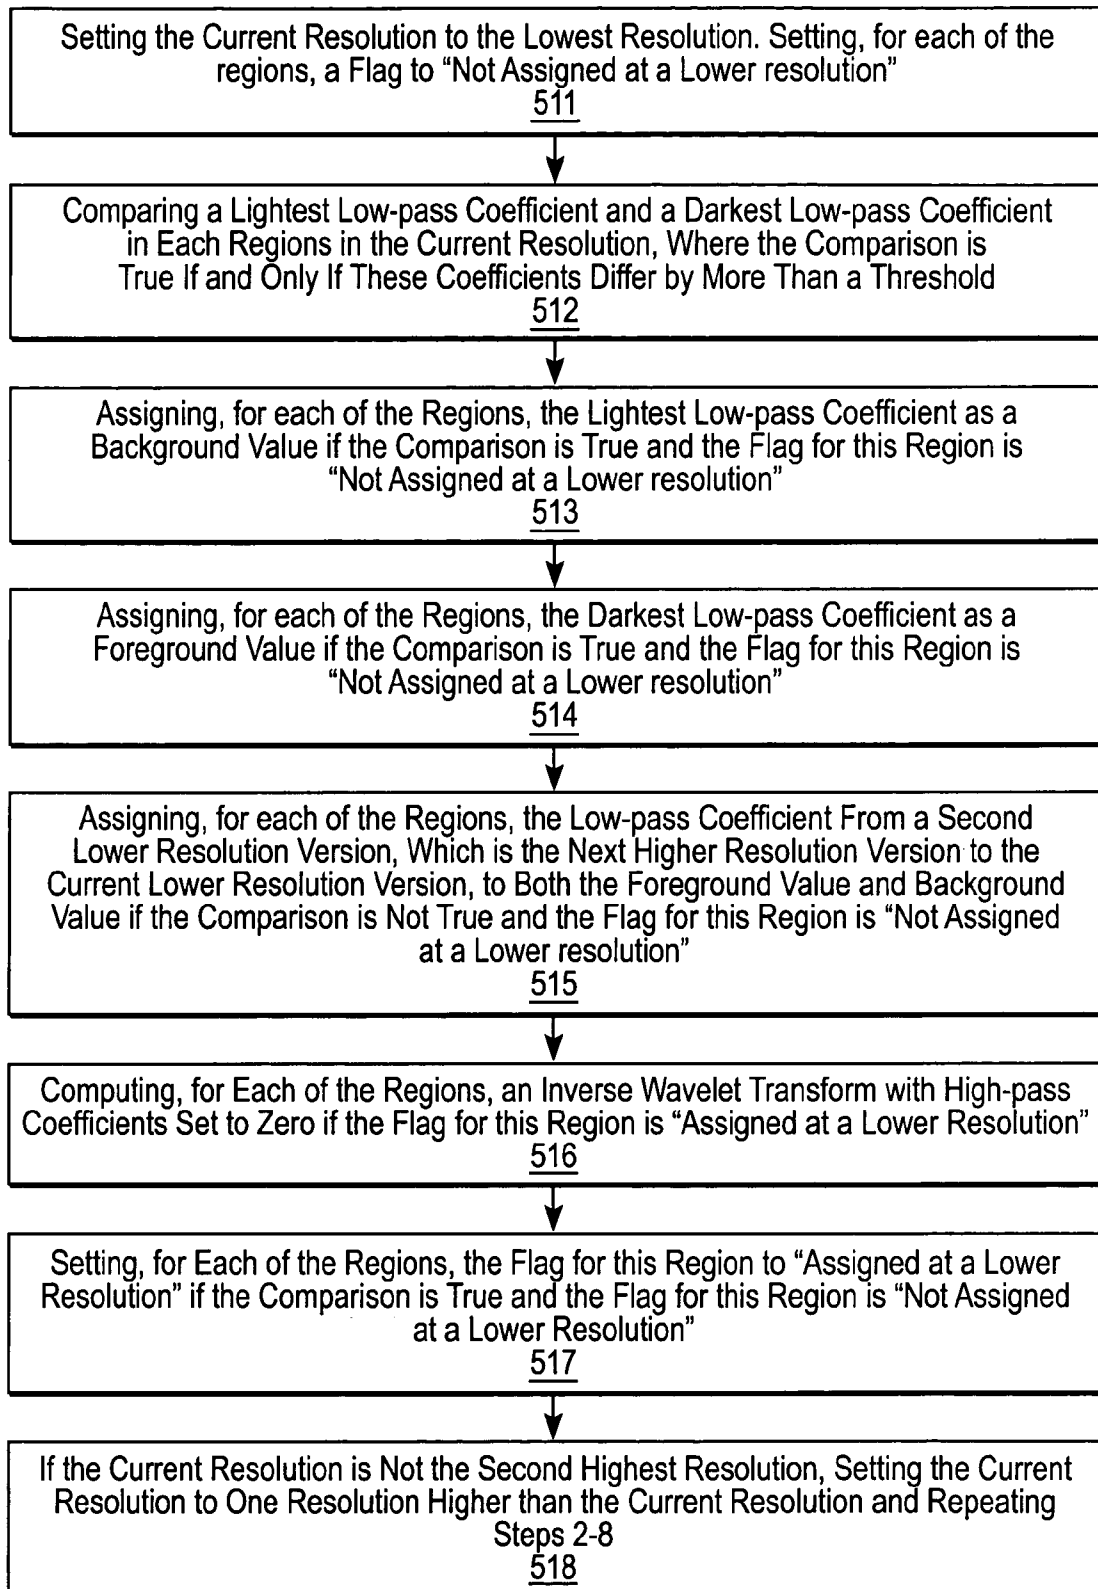 Setting the Current Resolution to the Lowest Resolution. Setting, for each of the
regions, a Flag to “Not Assigned at a Lower resolution”
511
Comparing a Lightest Low-pass Coefficient and a Darkest Low-pass Coefficient
in Each Regions in the Current Resolution, Where the Comparison is
True If and Only If These Coefficients Differ by More Than a Threshold
512
Assigning, for each of the Regions, the Lightest Low-pass Coefficient as a
Background Value if the Comparison is True and the Flag for this Region is
“Not Assigned at a Lower resolution”
513
Assigning, for each of the Regions, the Darkest Low-pass Coefficient as a
Foreground Value if the Comparison is True and the Flag for this Region is
“Not Assigned at a Lower resolution”
514
Assigning, for each of the Regions, the Low-pass Coefficient From a Second
Lower Resolution Version, Which is the Next Higher Resolution Version to the
Current Lower Resolution Version, to Both the Foreground Value and Background
Value if the Comparison is Not True and the Flag for this Region is “Not Assigned
at a Lower resolution”
515
Computing, for Each of the Regions, an Inverse Wavelet Transform with High-pass
Coefficients Set to Zero if the Flag for this Region is “Assigned at a Lower Resolution”
516
Setting, for Each of the Regions, the Flag for this Region to “Assigned at a Lower
Resolution” if the Comparison is True and the Flag for this Region is “Not Assigned
at a Lower Resolution”
517
If the Current Resolution is Not the Second Highest Resolution, Setting the Current
Resolution to One Resolution Higher than the Current Resolution and Repeating
Steps 2-8
518